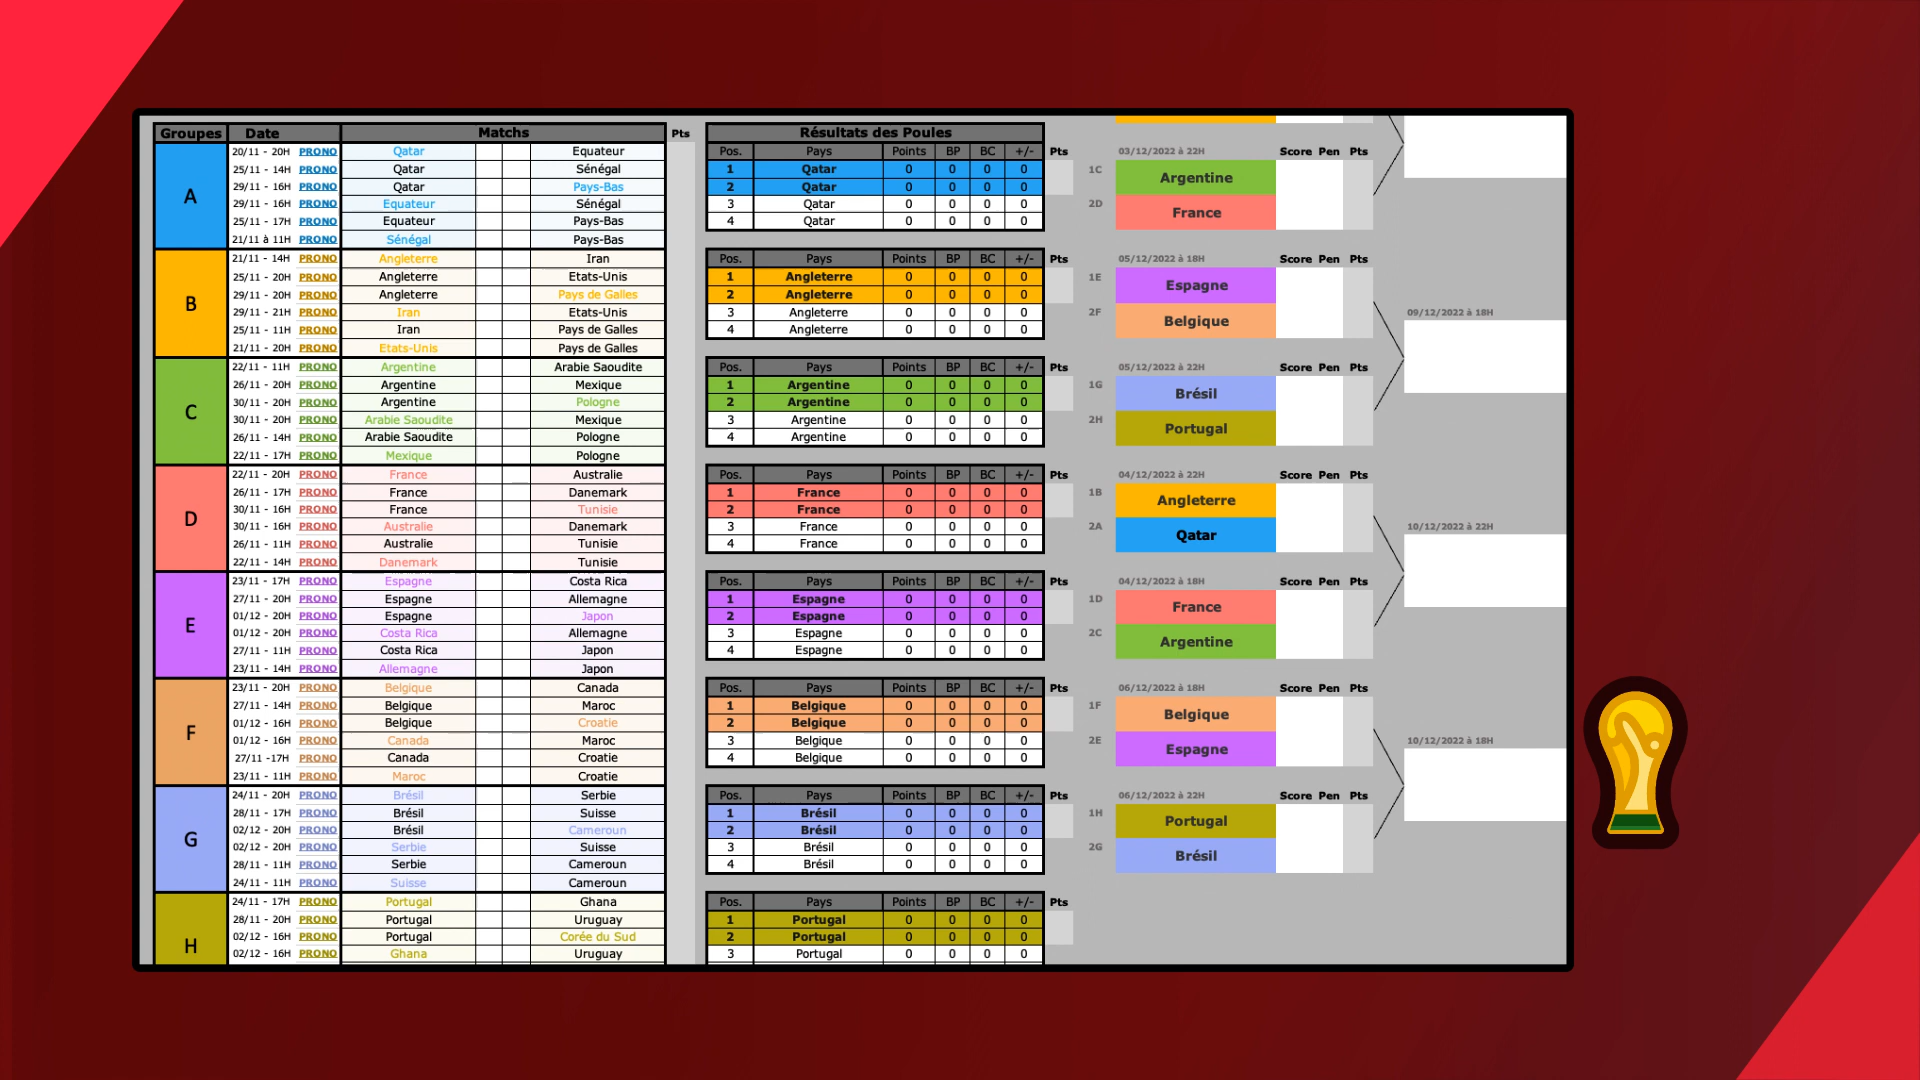 Groupes Date Matchs Pts
A
20/11 - 20H PRONO Qatar Equateur
25/11 - 14H PRONO Qatar Sénégal
29/11 - 16H PRONO Qatar Pays-Bas
29/11 - 16H PRONO Equateur Sénégal
25/11 - 17H PRONO Equateur Pays-Bas
21/11 à 11H PRONO Sénégal Pays-Bas
B
21/11 - 14H PRONO Angleterre Iran
25/11 - 20H PRONO Angleterre Etats-Unis
29/11 - 20H PRONO Angleterre Pays de Galles
29/11 - 21H PRONO Iran Etats-Unis
25/11 - 11H PRONO Iran Pays de Galles
21/11 - 20H PRONO Etats-Unis Pays de Galles
C
22/11 - 11H PRONO Argentine Arabie Saoudite
26/11 - 20H PRONO Argentine Mexique
30/11 - 20H PRONO Argentine Pologne
30/11 - 20H PRONO Arabie Saoudite Mexique
26/11 - 14H PRONO Arabie Saoudite Pologne
22/11 - 17H PRONO Mexique Pologne
D
22/11 - 20H PRONO France Australie
26/11 - 17H PRONO France Danemark
30/11 - 16H PRONO France Tunisie
30/11 - 16H PRONO Australie Danemark
26/11 - 11H PRONO Australie Tunisie
22/11 - 14H PRONO Danemark Tunisie
E
23/11 - 17H PRONO Espagne Costa Rica
27/11 - 20H PRONO Espagne Allemagne
01/12 - 20H PRONO Espagne Japon
01/12 - 20H PRONO Costa Rica Allemagne
27/11 - 11H PRONO Costa Rica Japon
23/11 - 14H PRONO Allemagne Japon
F
23/11 - 20H PRONO Belgique Canada
27/11 - 14H PRONO Belgique Maroc
01/12 - 16H PRONO Belgique Croatie
01/12 - 16H PRONO Canada Maroc
27/11 -17H PRONO Canada Croatie
23/11 - 11H PRONO Maroc Croatie
G
24/11 - 20H PRONO Brésil Serbie
28/11 - 17H PRONO Brésil Suisse
02/12 - 20H PRONO Brésil Cameroun
02/12 - 20H PRONO Serbie Suisse
28/11 - 11H PRONO Serbie Cameroun
24/11 - 11H PRONO Suisse Cameroun
H
24/11 - 17H PRONO Portugal Ghana
28/11 - 20H PRONO Portugal Uruguay
02/12 - 16H PRONO Portugal Corée du Sud
02/12 - 16H PRONO Ghana Uruguay
Résultats des Poules
Pos. Pays Points BP BC +/- Pts
1 Qatar 0 0 0 0
2 Qatar 0 0 0 0
3 Qatar 0 0 0 0
4 Qatar 0 0 0 0
Pos. Pays Points BP BC +/- Pts
1 Angleterre 0 0 0 0
2 Angleterre 0 0 0 0
3 Angleterre 0 0 0 0
4 Angleterre 0 0 0 0
Pos. Pays Points BP BC +/- Pts
1 Argentine 0 0 0 0
2 Argentine 0 0 0 0
3 Argentine 0 0 0 0
4 Argentine 0 0 0 0
Pos. Pays Points BP BC +/- Pts
1 France 0 0 0 0
2 France 0 0 0 0
3 France 0 0 0 0
4 France 0 0 0 0
Pos. Pays Points BP BC +/- Pts
1 Espagne 0 0 0 0
2 Espagne 0 0 0 0
3 Espagne 0 0 0 0
4 Espagne 0 0 0 0
Pos. Pays Points BP BC +/- Pts
1 Belgique 0 0 0 0
2 Belgique 0 0 0 0
3 Belgique 0 0 0 0
4 Belgique 0 0 0 0
Pos. Pays Points BP BC +/- Pts
1 Brésil 0 0 0 0
2 Brésil 0 0 0 0
3 Brésil 0 0 0 0
4 Brésil 0 0 0 0
Pos. Pays Points BP BC +/- Pts
1 Portugal 0 0 0 0
2 Portugal 0 0 0 0
3 Portugal 0 0 0 0
03/12/2022 à 22H Score Pen Pts
1C Argentine
2D France
05/12/2022 à 18H Score Pen Pts
1E Espagne
2F Belgique
05/12/2022 à 22H Score Pen Pts
1G Brésil
2H Portugal
04/12/2022 à 22H Score Pen Pts
1B Angleterre
2A Qatar
04/12/2022 à 18H Score Pen Pts
1D France
2C Argentine
06/12/2022 à 18H Score Pen Pts
1F Belgique
2E Espagne
06/12/2022 à 22H Score Pen Pts
1H Portugal
2G Brésil
09/12/2022 à 18H
10/12/2022 à 22H
10/12/2022 à 18H